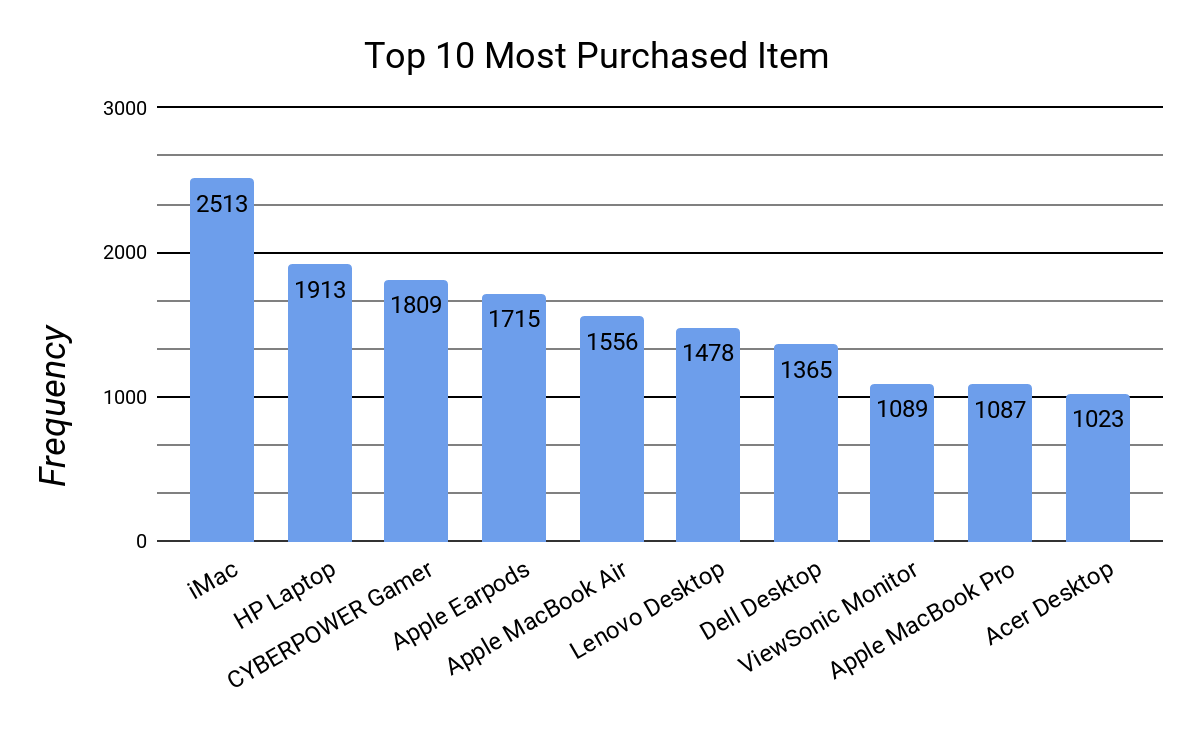 Top 10 Most Purchased Item
Frequency
3000
2000
1000
0
2513
1913
1809
1715
1556
1478
1365
1089
1087
1023
iMac
HP Laptop
CYBERPOWER Gamer
Apple Earpods
Apple MacBook Air
Lenovo Desktop
Dell Desktop
ViewSonic Monitor
Apple MacBook Pro
Acer Desktop